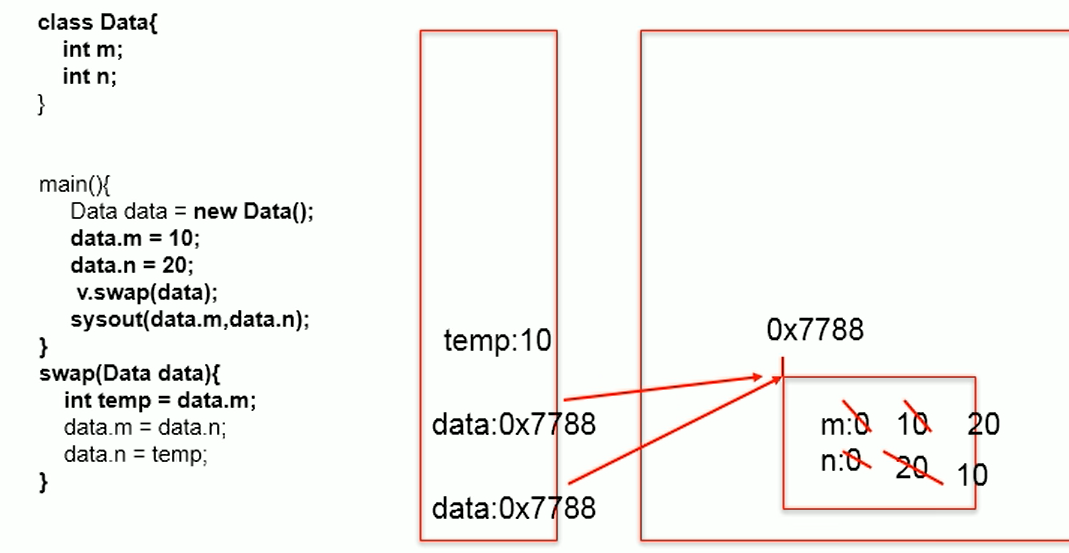 class Data{
int m;
int n;
}
main(){
Data data = new Data();
data.m = 10;
data.n = 20;
v.swap(data);
sysout(data.m,data.n);
}
swap(Data data){
int temp = data.m;
data.m = data.n;
data.n = temp;
}
temp:10
data:0x7788
data:0x7788
0x7788
m:0 10 20
n:0 20 10